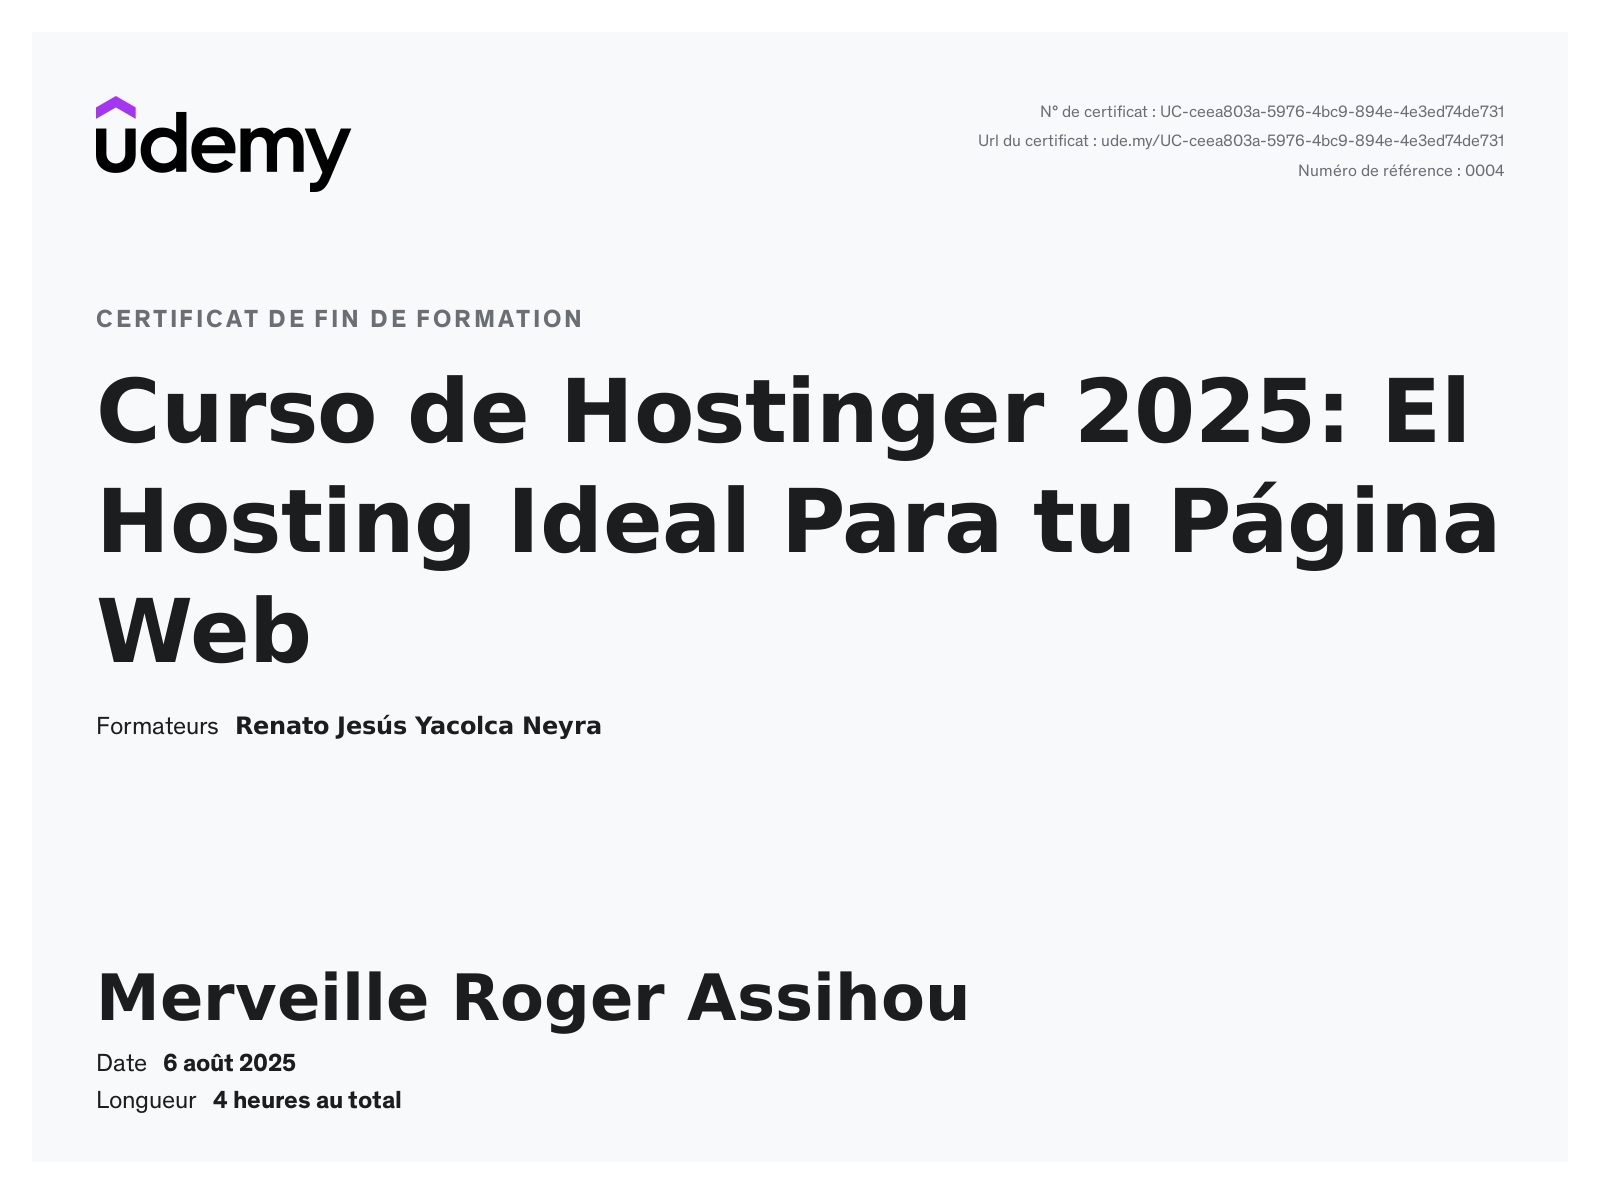 udemy
N° de certificat : UC-ceea803a-5976-4bc9-894e-4e3ed74de731
Url du certificat : ude.my/UC-ceea803a-5976-4bc9-894e-4e3ed74de731
Numéro de référence : 0004
CERTIFICAT DE FIN DE FORMATION
Curso de Hostinger 2025: El
Hosting Ideal Para tu Página
Web
Formateurs Renato Jesús Yacolca Neyra
Merveille Roger Assihou
Date 6 août 2025
Longueur 4 heures au total